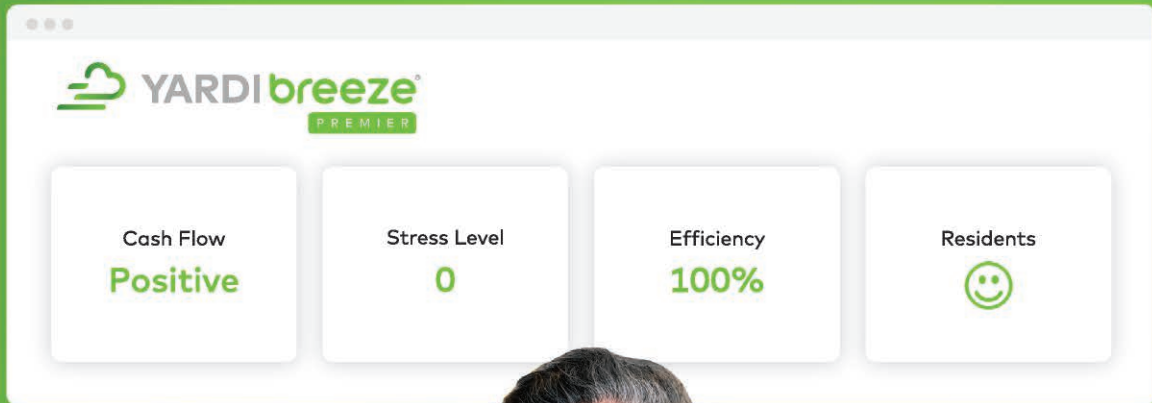 YARDI breeze®
PREMIER
Cash Flow
Positive
Stress Level
0
Efficiency
100%
Residents